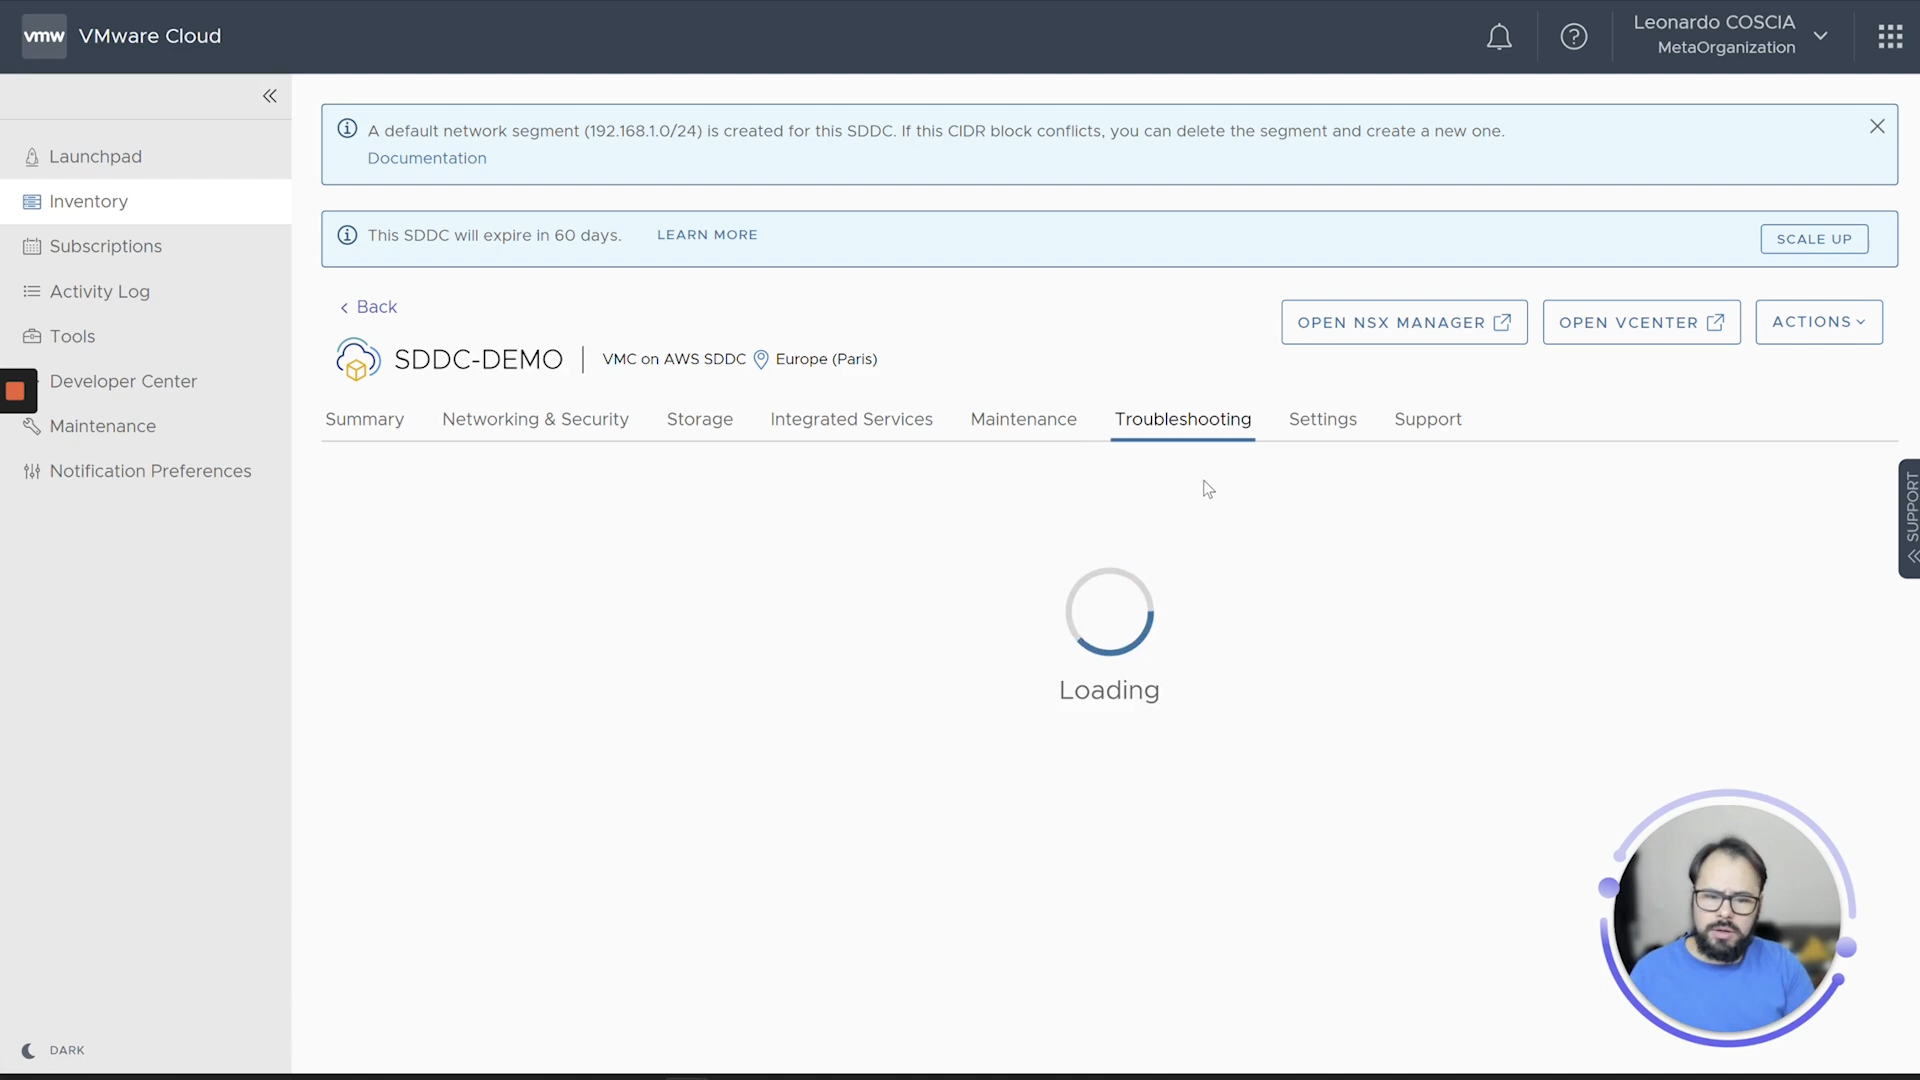 vmw VMware Cloud
Leonardo COSCIA
MetaOrganization
Launchpad
Inventory
Subscriptions
Activity Log
Tools
Developer Center
Maintenance
Notification Preferences
DARK
A default network segment (192.168.1.0/24) is created for this SDDC. If this CIDR block conflicts, you can delete the segment and create a new one.
Documentation
This SDDC will expire in 60 days. LEARN MORE
SCALE UP
Back
OPEN NSX MANAGER
OPEN VCENTER
ACTIONS
SDDC-DEMO
VMC on AWS SDDC Europe (Paris)
Summary Networking & Security Storage Integrated Services Maintenance Troubleshooting Settings Support
Loading
SUPPORT